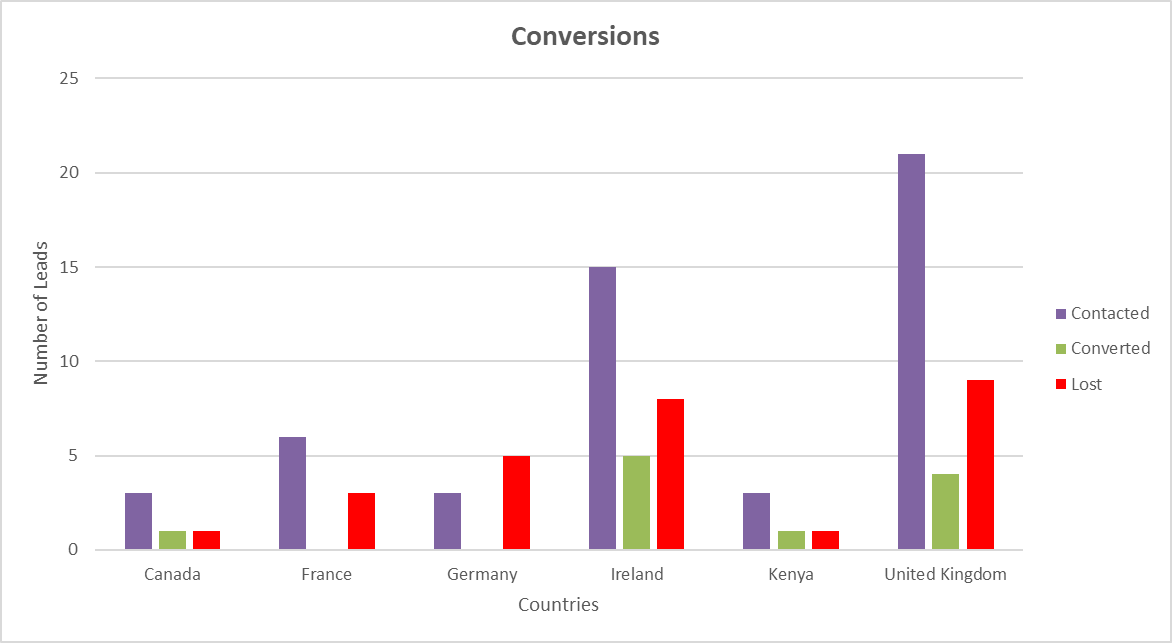 Conversions
25
20
15
10
5
0
Number of Leads
Canada
France
Germany
Ireland
Kenya
United Kingdom
Countries
Contacted
Converted
Lost